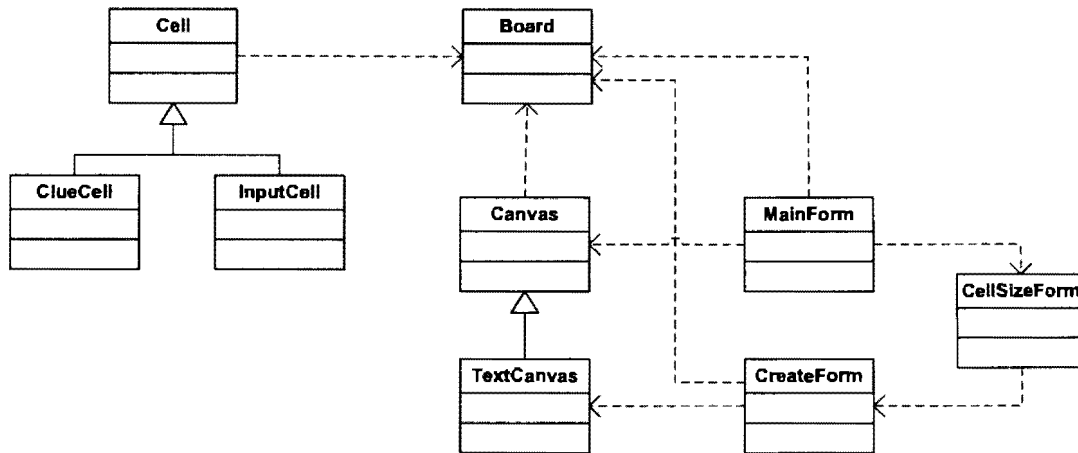 Cell
Board
ClueCell
InputCell
Canvas
MainForm
CellSizeForm
TextCanvas
CreateForm